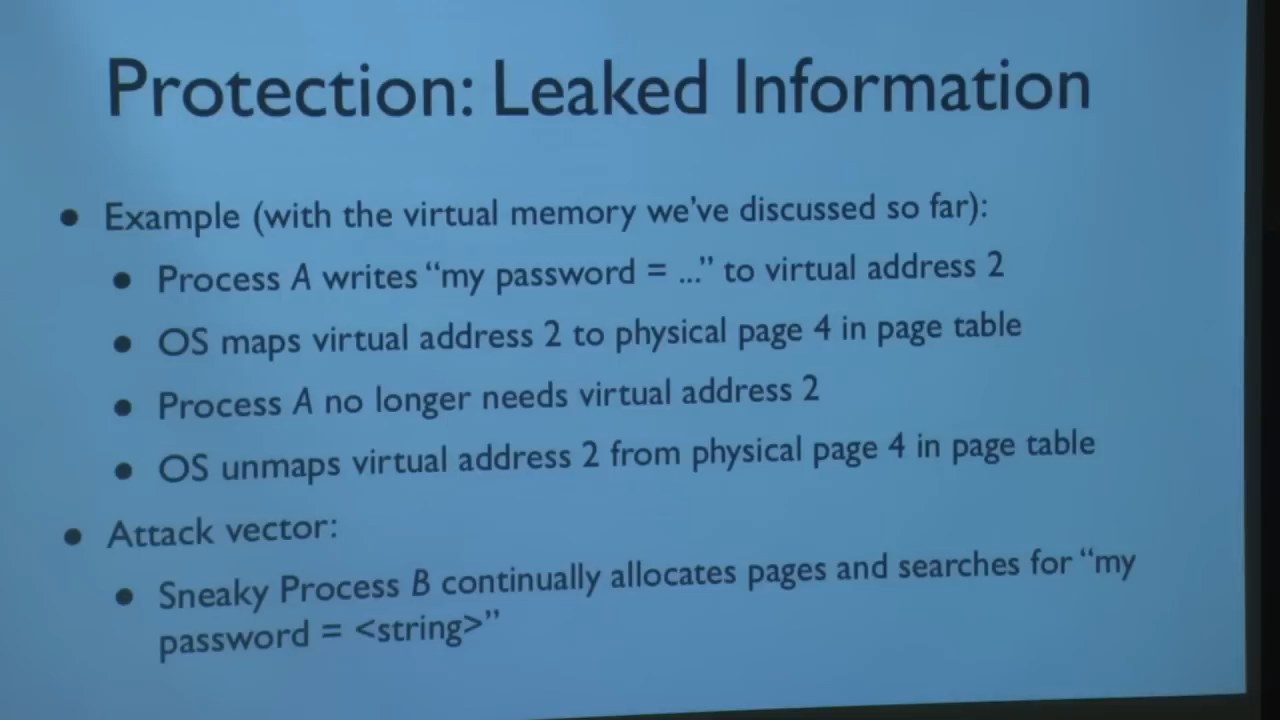 Protection: Leaked Information
• Example (with the virtual memory we've discussed so far):
• Process A writes “my password = ...” to virtual address 2
• OS maps virtual address 2 to physical page 4 in page table
• Process A no longer needs virtual address 2
• OS unmaps virtual address 2 from physical page 4 in page table
• Attack vector:
• Sneaky Process B continually allocates pages and searches for “my
password = <string>”